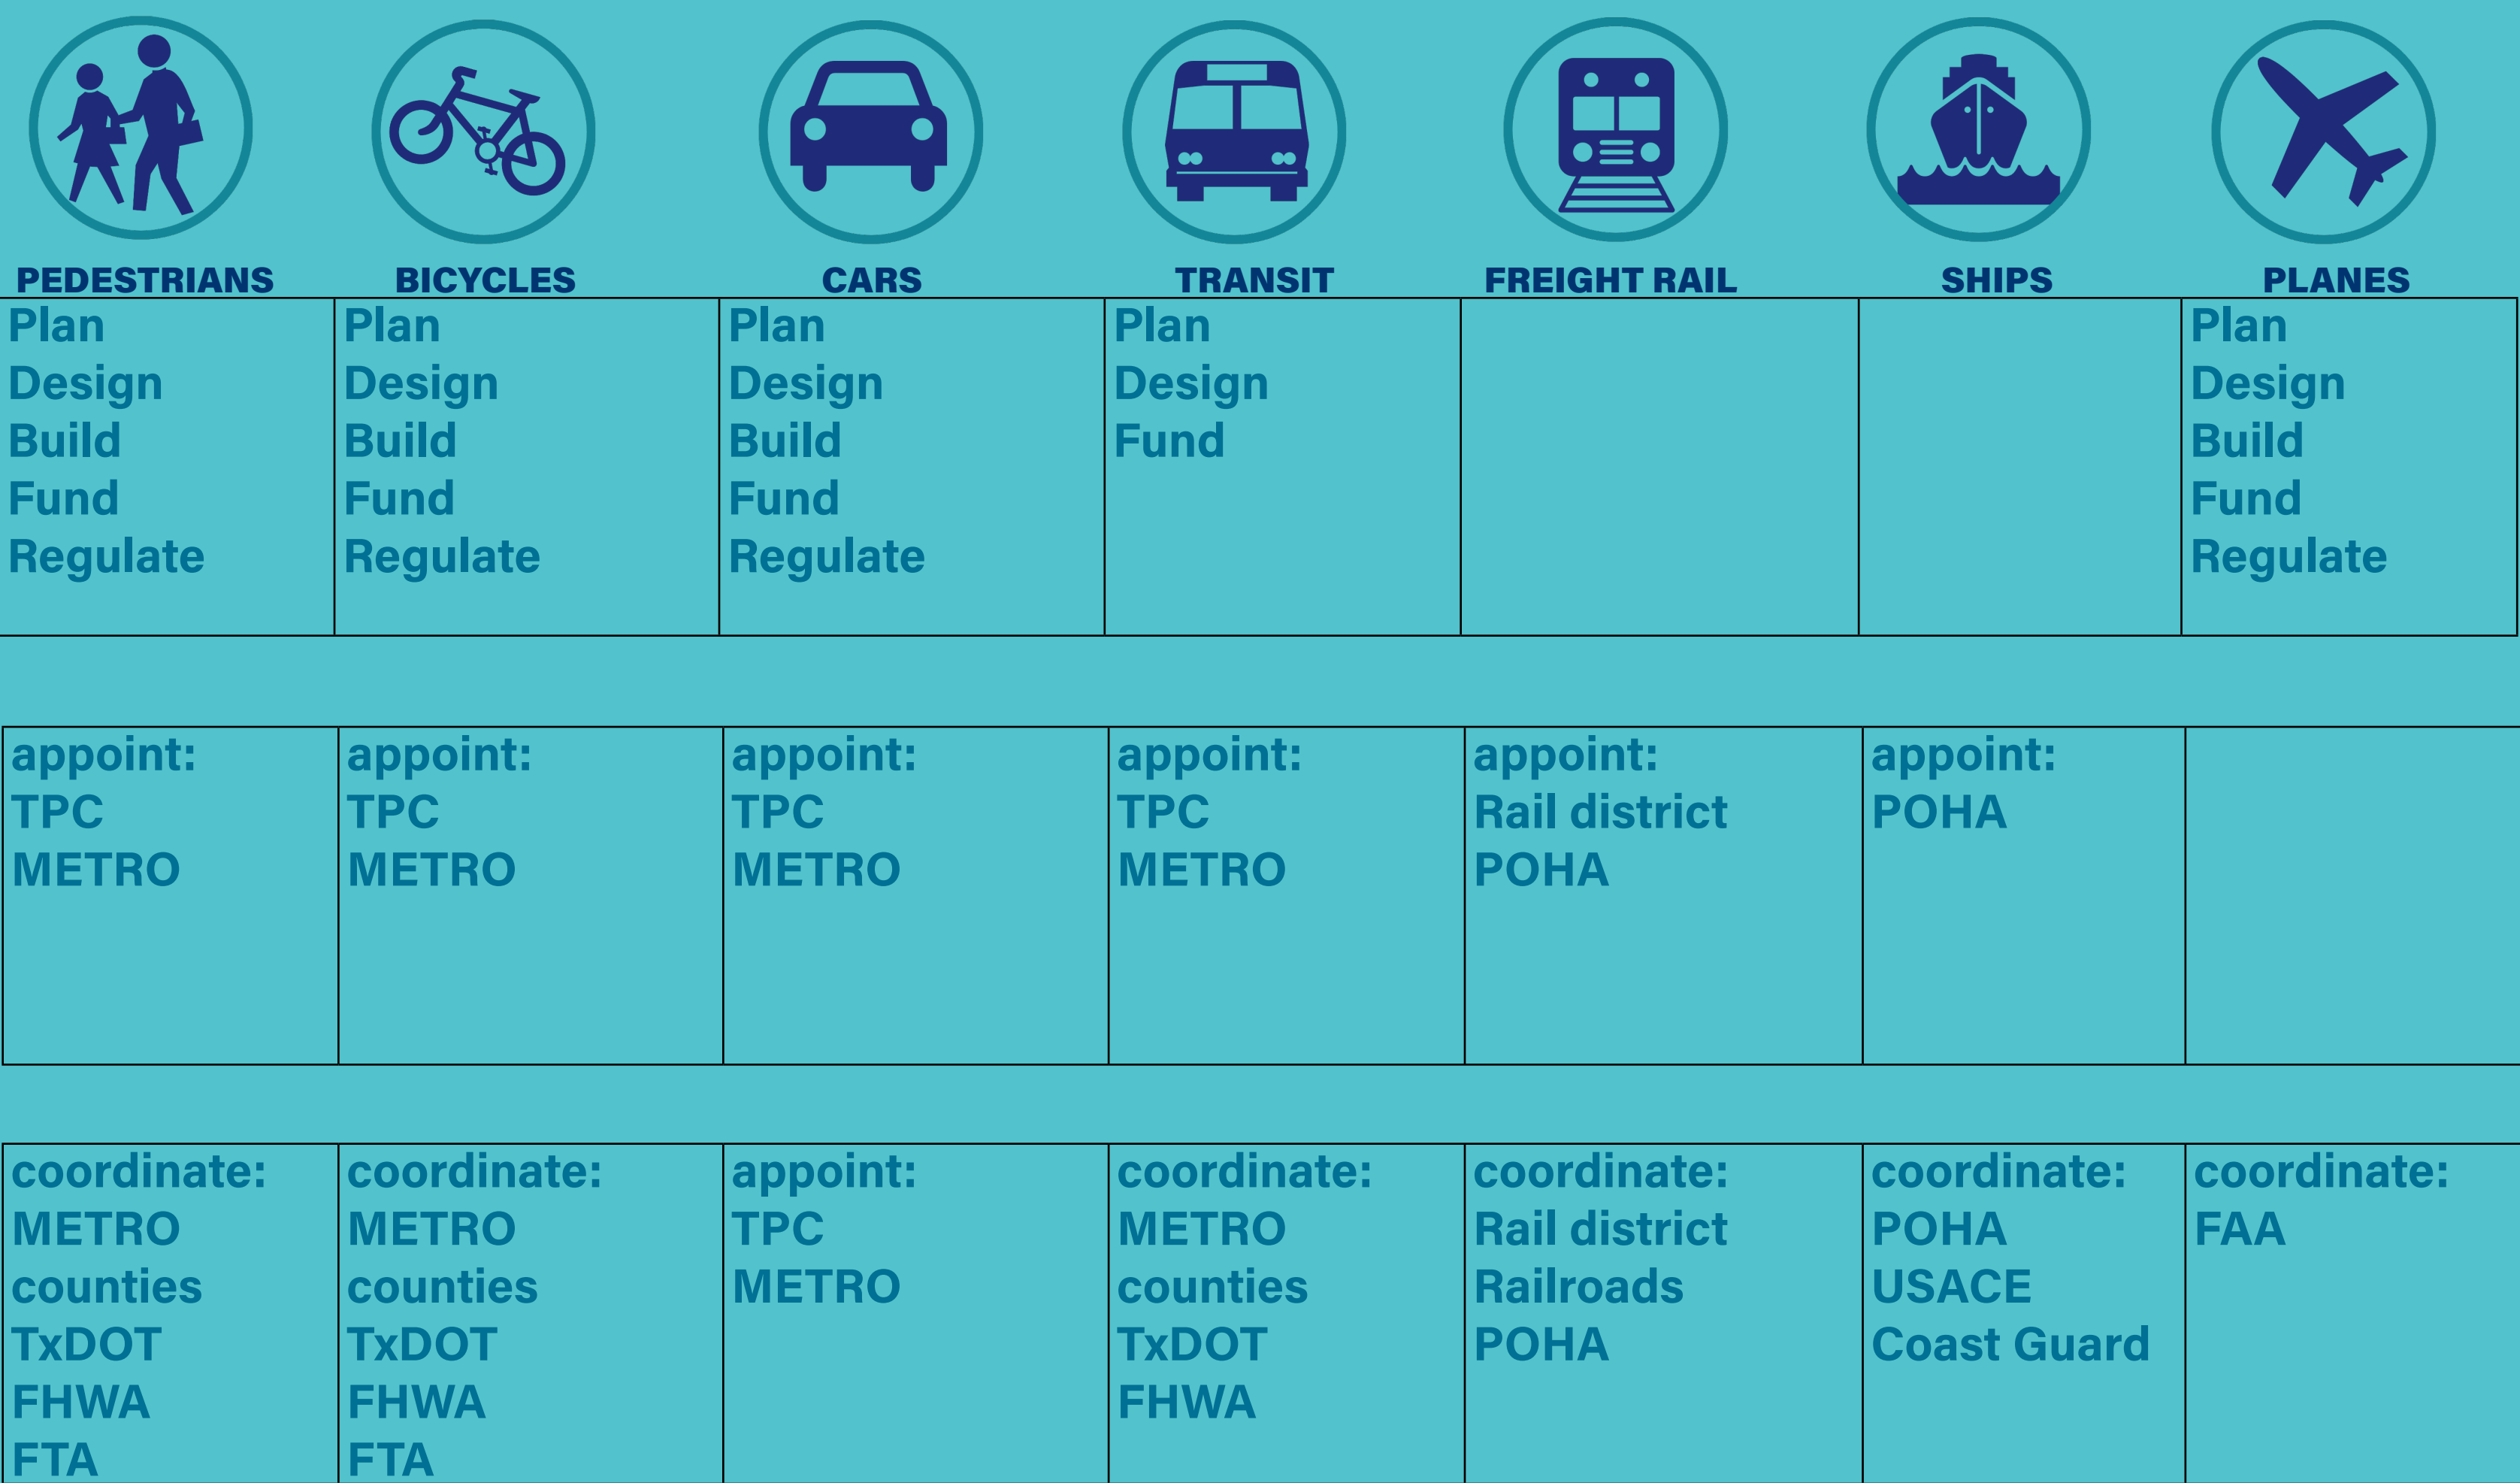 PEDESTRIANS BICYCLES CARS TRANSIT FREIGHT RAIL SHIPS PLANES
Plan Plan Plan Plan Plan
Design Design Design Design Design
Build Build Build Fund Build
Fund Fund Fund Fund
Regulate Regulate Regulate Regulate
appoint: appoint: appoint: appoint: appoint: appoint:
TPC TPC TPC TPC Rail district POHA
METRO METRO METRO METRO POHA
coordinate: coordinate: appoint: coordinate: coordinate: coordinate: coordinate:
METRO METRO TPC METRO Rail district POHA FAA
counties counties METRO counties Railroads USACE
TxDOT TxDOT TxDOT POHA Coast Guard
FHWA FHWA FHWA
FTA FTA